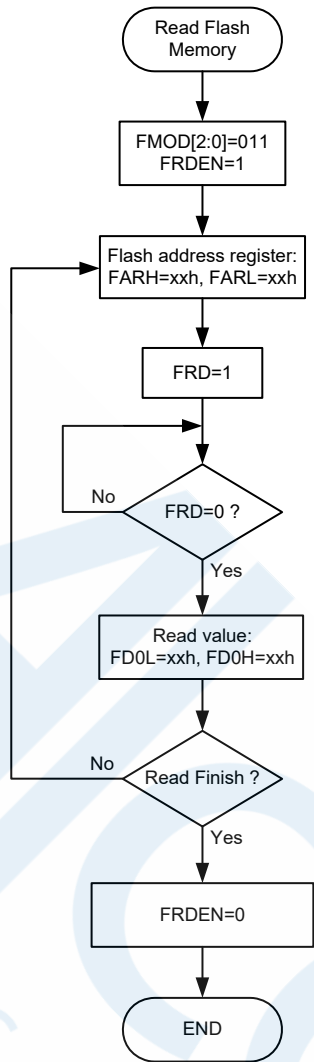 Read Flash
Memory
FMOD[2:0]=011
FRDEN=1
Flash address register:
FARH=xxh, FARL=xxh
FRD=1
No
FRD=0 ?
Yes
Read value:
FD0L=xxh, FD0H=xxh
No
Read Finish ?
Yes
FRDEN=0
END